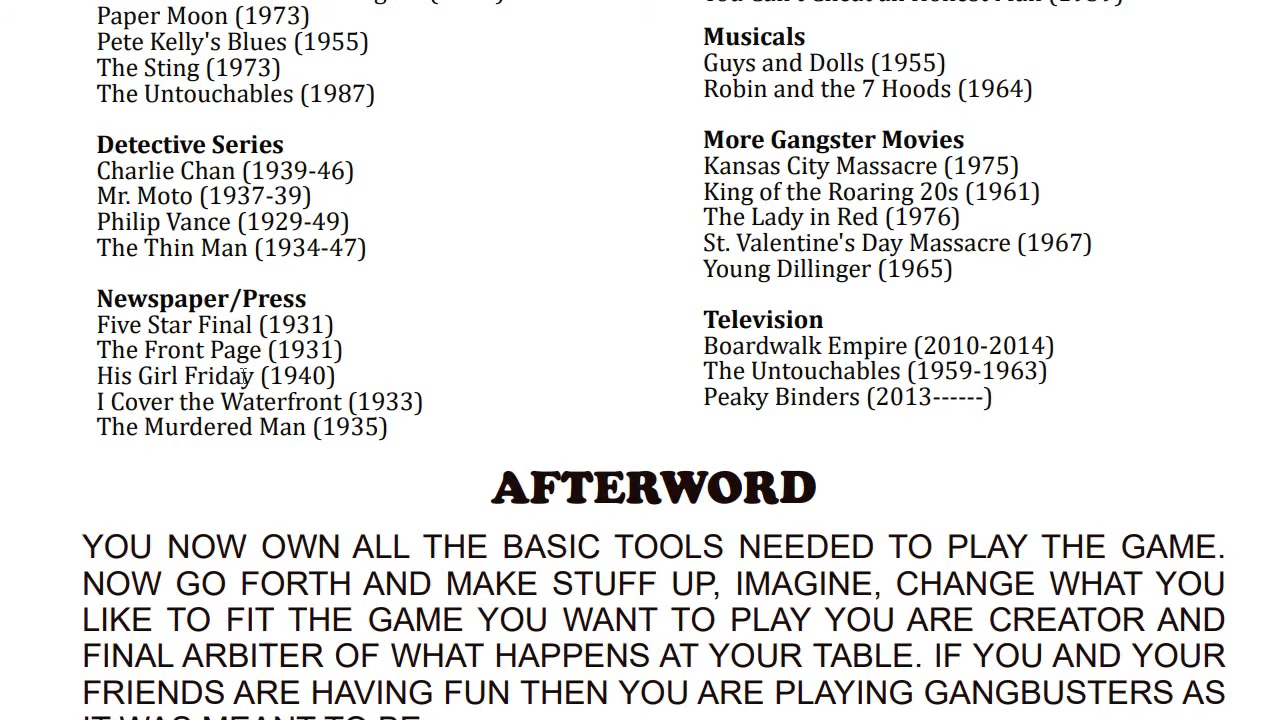 Paper Moon (1973)
Pete Kelly's Blues (1955)
The Sting (1973)
The Untouchables (1987)
Detective Series
Charlie Chan (1939-46)
Mr. Moto (1937-39)
Philip Vance (1929-49)
The Thin Man (1934-47)
Newspaper/Press
Five Star Final (1931)
The Front Page (1931)
His Girl Friday (1940)
I Cover the Waterfront (1933)
The Murdered Man (1935)
Musicals
Guys and Dolls (1955)
Robin and the 7 Hoods (1964)
More Gangster Movies
Kansas City Massacre (1975)
King of the Roaring 20s (1961)
The Lady in Red (1976)
St. Valentine's Day Massacre (1967)
Young Dillinger (1965)
Television
Boardwalk Empire (2010-2014)
The Untouchables (1959-1963)
Peaky Binders (2013------)
AFTERWORD
YOU NOW OWN ALL THE BASIC TOOLS NEEDED TO PLAY THE GAME.
NOW GO FORTH AND MAKE STUFF UP, IMAGINE, CHANGE WHAT YOU
LIKE TO FIT THE GAME YOU WANT TO PLAY YOU ARE CREATOR AND
FINAL ARBITER OF WHAT HAPPENS AT YOUR TABLE. IF YOU AND YOUR
FRIENDS ARE HAVING FUN THEN YOU ARE PLAYING GANGBUSTERS AS
IT WAS MEANT TO BE